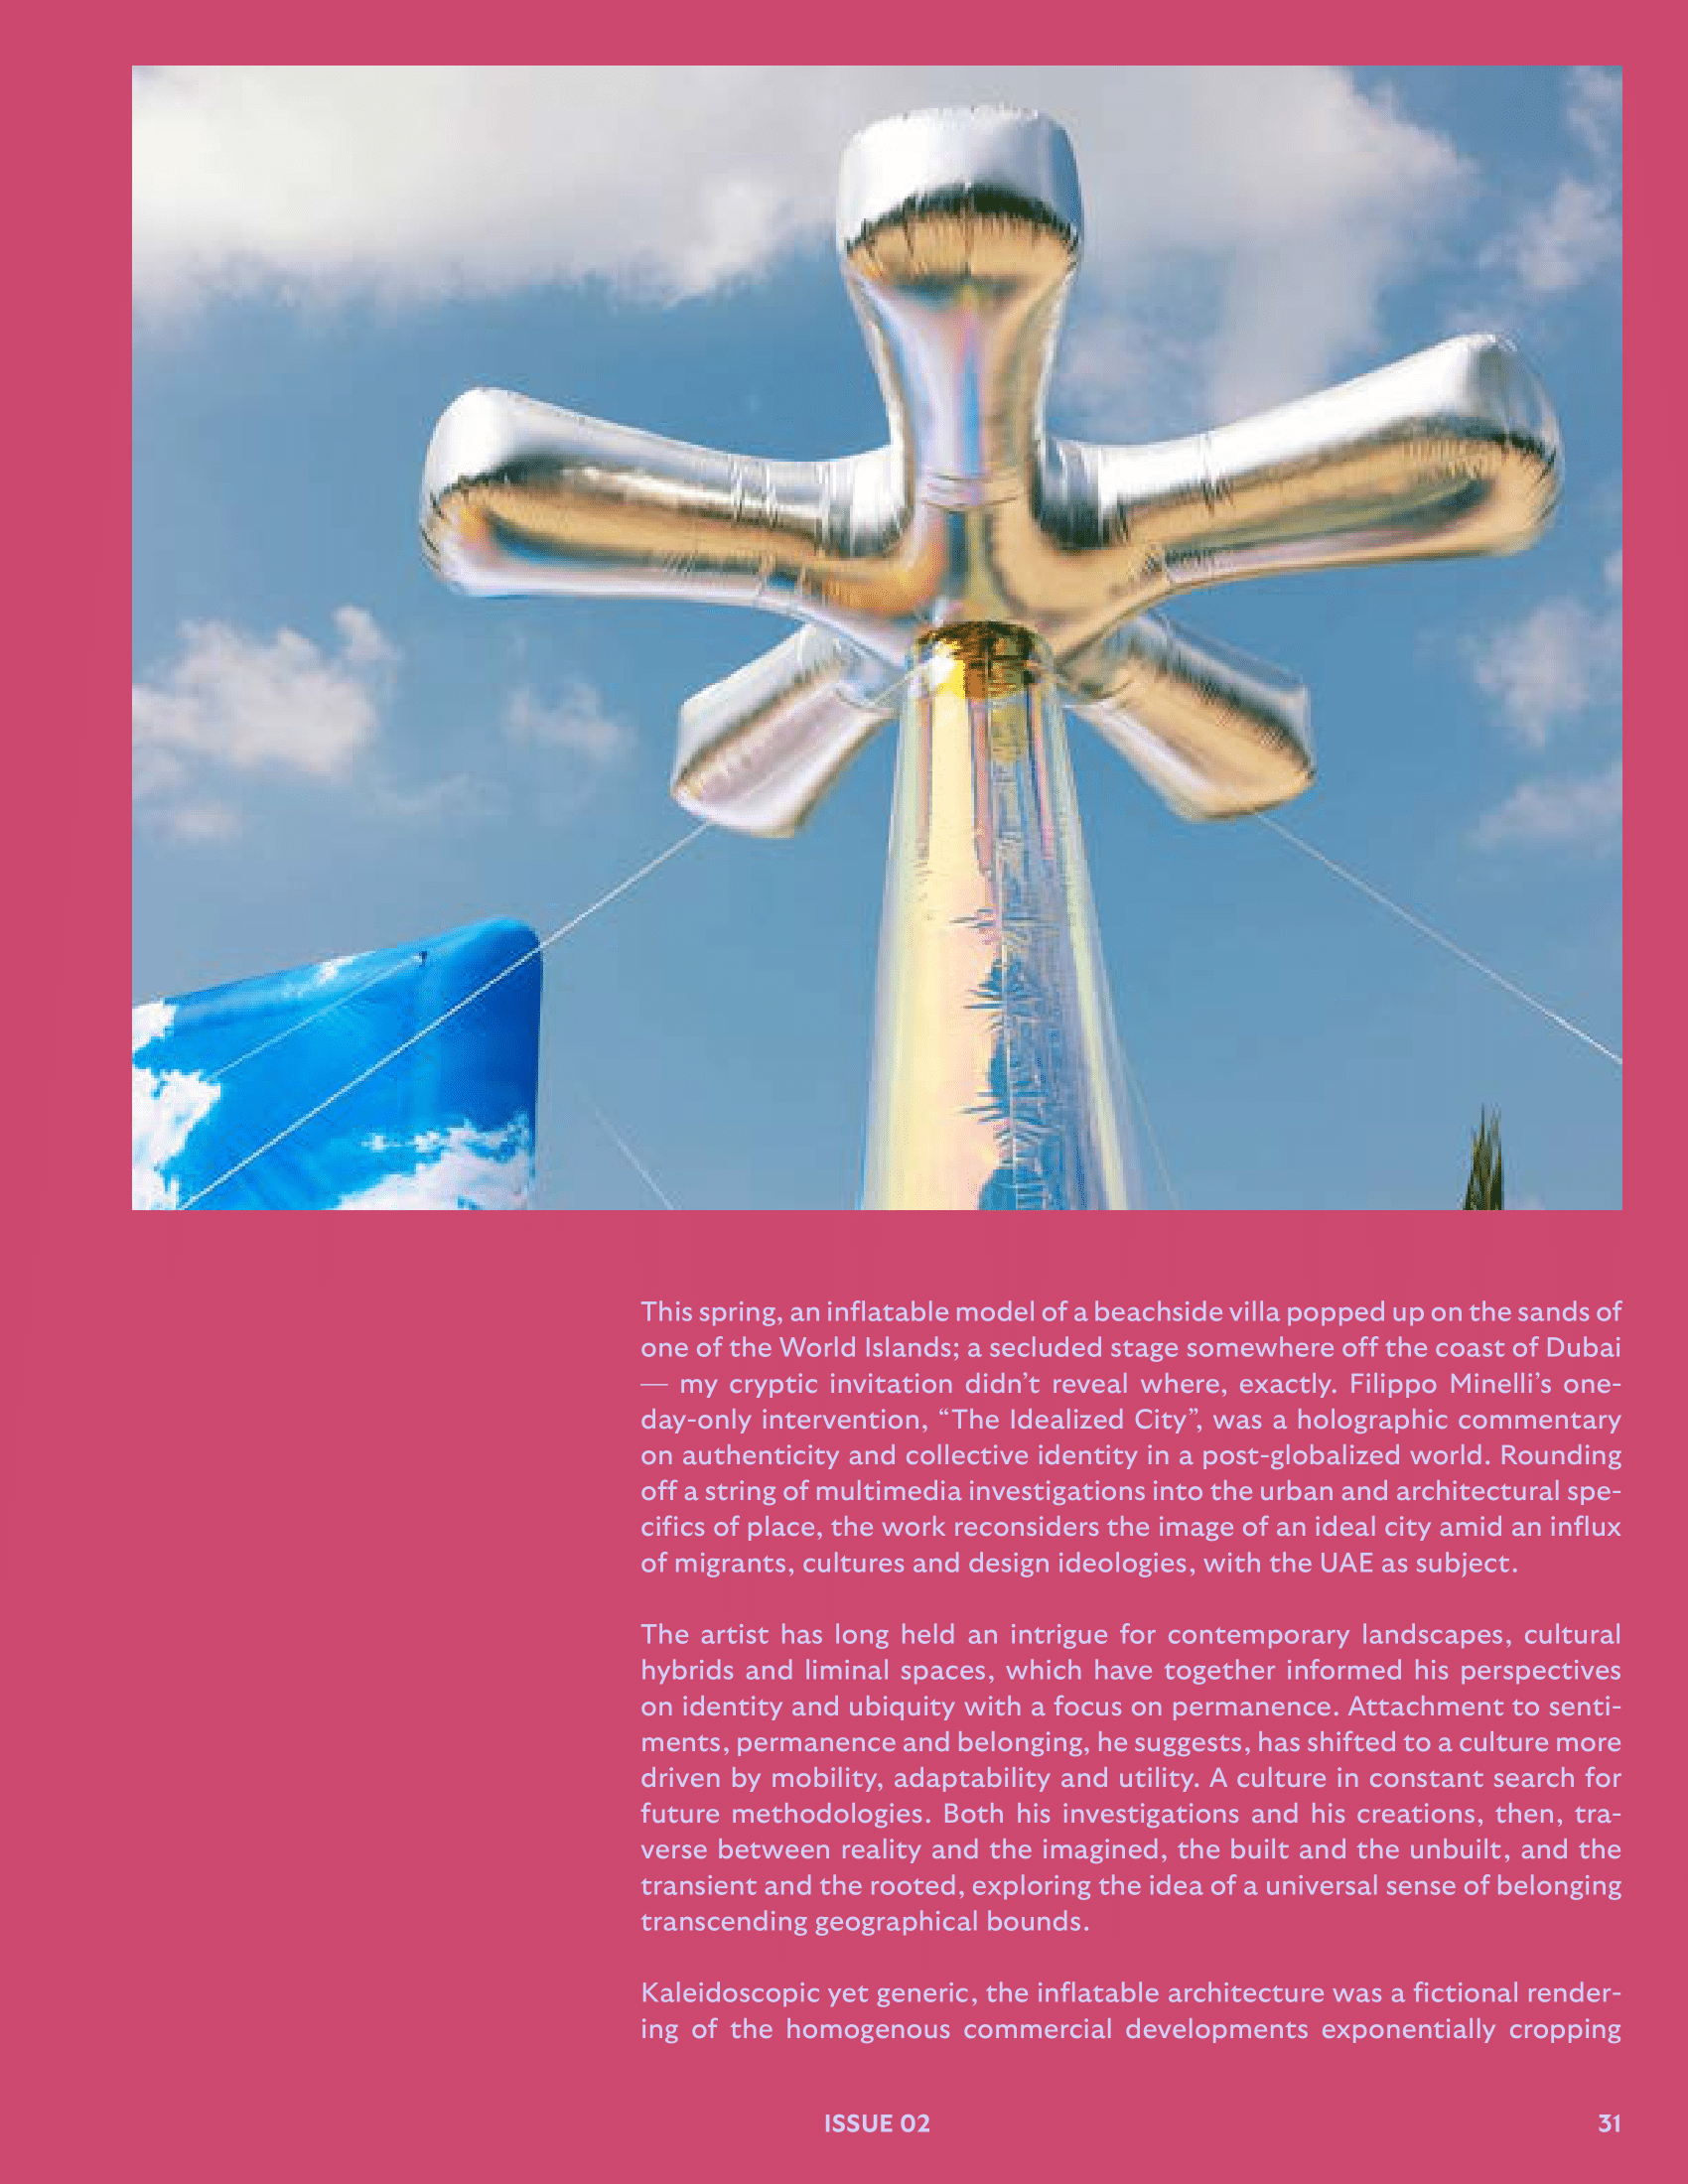 This spring, an inflatable model of a beachside villa popped up on the sands of
one of the World Islands; a secluded stage somewhere off the coast of Dubai
— my cryptic invitation didn’t reveal where, exactly. Filippo Minelli’s one-
day-only intervention, “The Idealized City”, was a holographic commentary
on authenticity and collective identity in a post-globalized world. Rounding
off a string of multimedia investigations into the urban and architectural spe-
cifics of place, the work reconsiders the image of an ideal city amid an influx
of migrants, cultures and design ideologies, with the UAE as subject.
The artist has long held an intrigue for contemporary landscapes, cultural
hybrids and liminal spaces, which have together informed his perspectives
on identity and ubiquity with a focus on permanence. Attachment to senti-
ments, permanence and belonging, he suggests, has shifted to a culture more
driven by mobility, adaptability and utility. A culture in constant search for
future methodologies. Both his investigations and his creations, then, tra-
verse between reality and the imagined, the built and the unbuilt, and the
transient and the rooted, exploring the idea of a universal sense of belonging
transcending geographical bounds.
Kaleidoscopic yet generic, the inflatable architecture was a fictional render-
ing of the homogenous commercial developments exponentially cropping
ISSUE 02
31